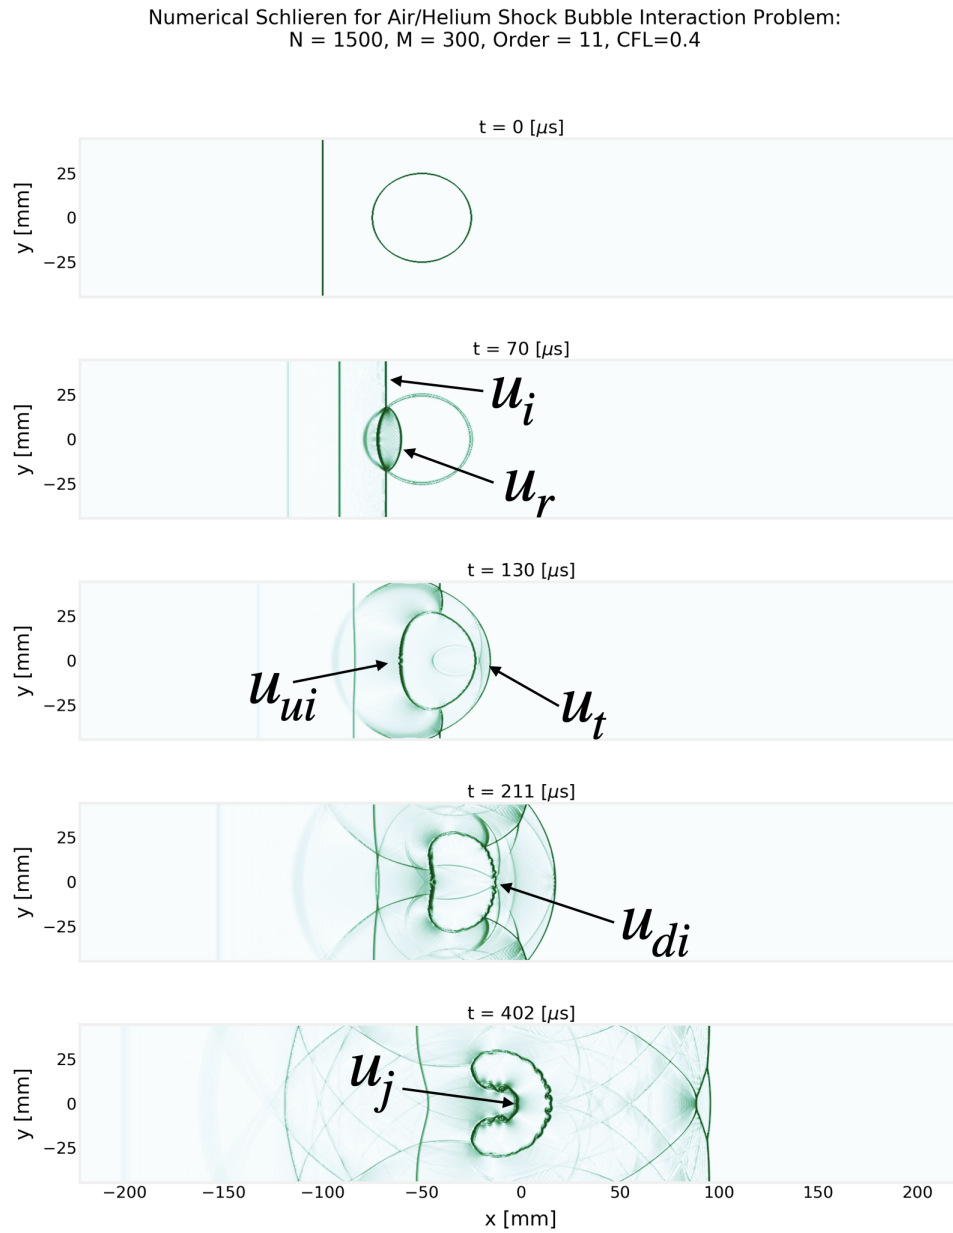 Numerical Schlieren for Air/Helium Shock Bubble Interaction Problem:
N = 1500, M = 300, Order = 11, CFL=0.4
t = 0 [μs]
25
0
−25
y [mm]
t = 70 [μs]
25
0
−25
y [mm]
u_i
u_r
t = 130 [μs]
25
0
−25
y [mm]
u_ui
u_t
t = 211 [μs]
25
0
−25
y [mm]
u_di
t = 402 [μs]
25
0
−25
y [mm]
u_j
−200 −150 −100 −50 0 50 100 150 200
x [mm]